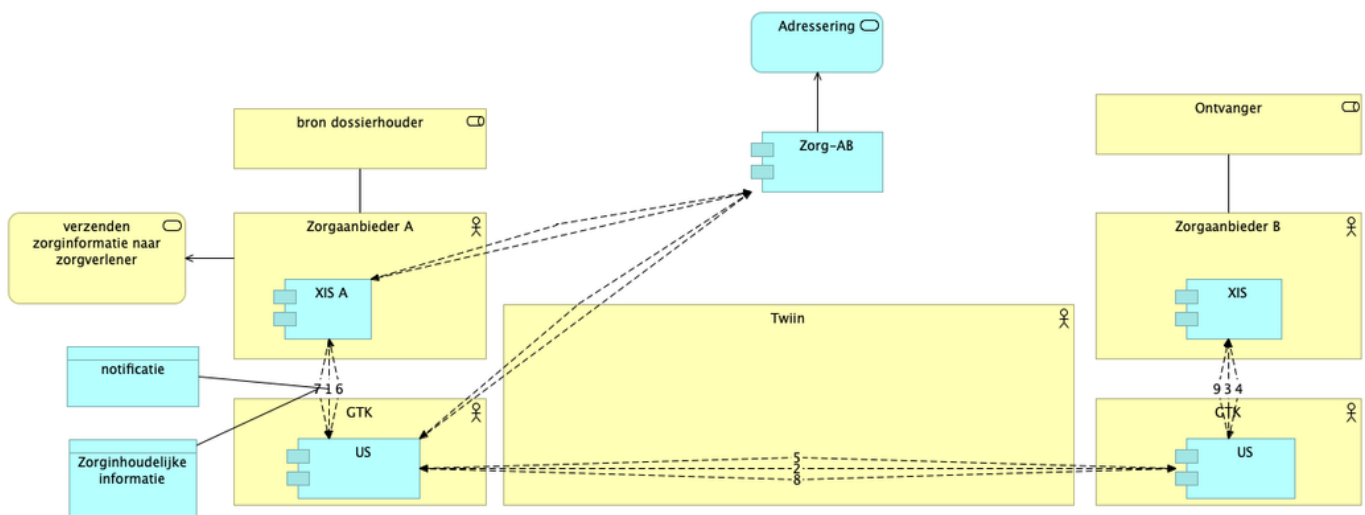 Adressering
Zorg-AB
bron dossierhouder
Ontvanger
verzenden
zorginformatie naar
zorgverlener
Zorgaanbieder A
XIS A
Zorgaanbieder B
XIS
Twiin
notificatie
7 1 6
9 3 4
GTK
US
GTK
US
Zorginhoudelijke
informatie
5
2
8